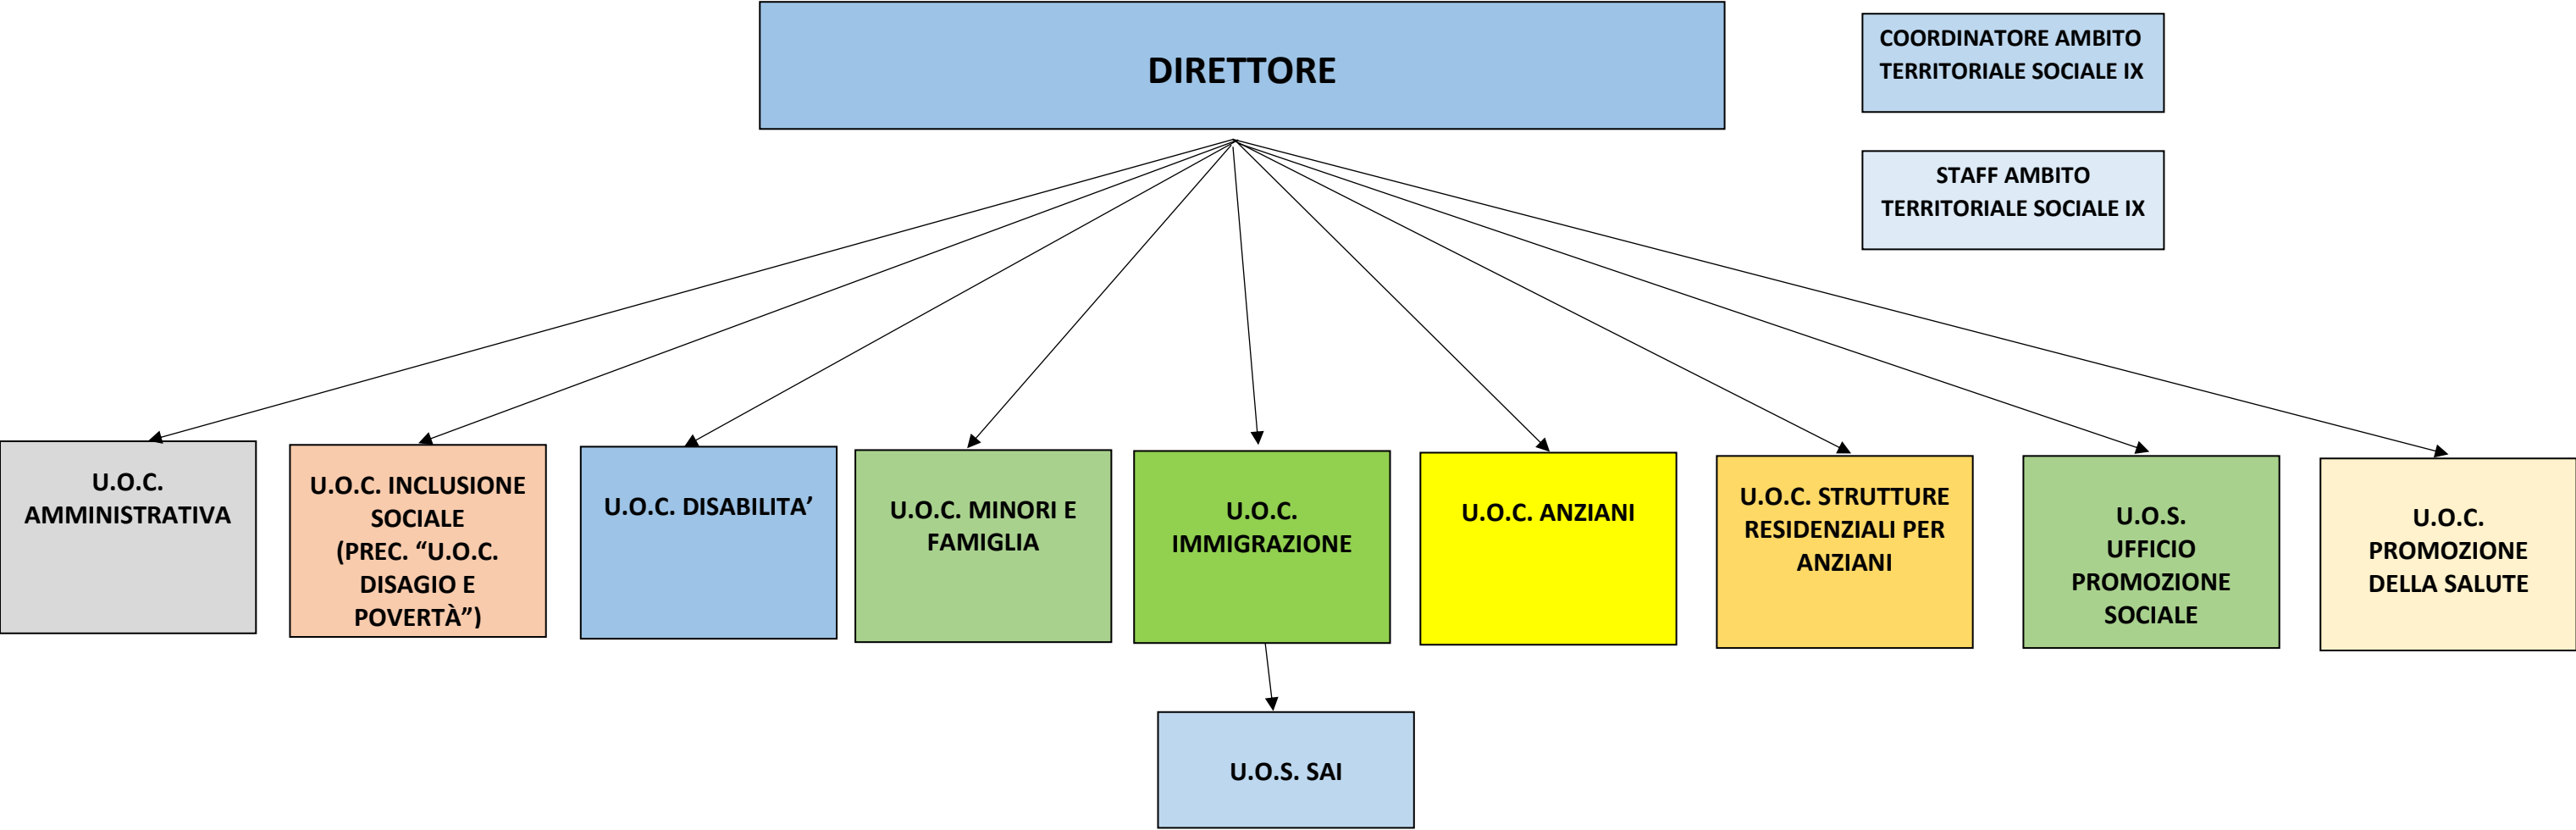 DIRETTORE
COORDINATORE AMBITO
TERRITORIALE SOCIALE IX
STAFF AMBITO
TERRITORIALE SOCIALE IX
U.O.C.
AMMINISTRATIVA
U.O.C. INCLUSIONE
SOCIALE
(PREC. “U.O.C.
DISAGIO E
POVERTÀ”)
U.O.C. DISABILITA’
U.O.C. MINORI E
FAMIGLIA
U.O.C.
IMMIGRAZIONE
U.O.C. ANZIANI
U.O.C. STRUTTURE
RESIDENZIALI PER
ANZIANI
U.O.S.
UFFICIO
PROMOZIONE
SOCIALE
U.O.C.
PROMOZIONE
DELLA SALUTE
U.O.S. SAI